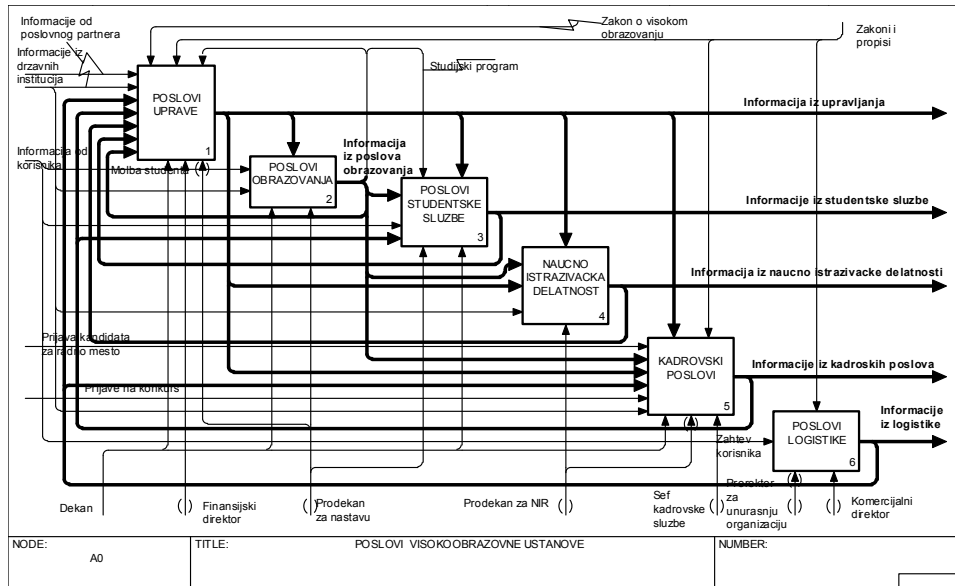 Informacije od
poslovnog partnera
Zakon o visokom
obrazovanju
Zakoni i
propisi
Informacije iz
drzavnih
institucija
Studijski program
POSLOVI
UPRAVE
1
Informacija iz upravljanja
Informacija od
korisnika
Molba studenta
POSLOVI
OBRAZOVANJA
2
Informacija
iz poslova
obrazovanja
POSLOVI
STUDENTSKE
SLUZBE
3
Informacije iz studentske sluzbe
NAUCNO
ISTRAZIVACKA
DELATNOST
4
Informacija iz naucno istrazivacke delatnosti
Prijava kandidata
za radno mesto
KADROVSKI
POSLOVI
5
Informacije iz kadroskih poslova
Prijave na konkurs
POSLOVI
LOGISTIKE
6
Informacije
iz logistike
Zahtev
korisnika
Dekan
Finansijski
direktor
Prodekan
za nastavu
Prodekan za NIR
Sef
kadrovske
sluzbe
Prorektor
za
unurasnju
organizaciju
Komercijalni
direktor
NODE:
A0
TITLE:
POSLOVI VISOKOOBRAZOVNE USTANOVE
NUMBER: